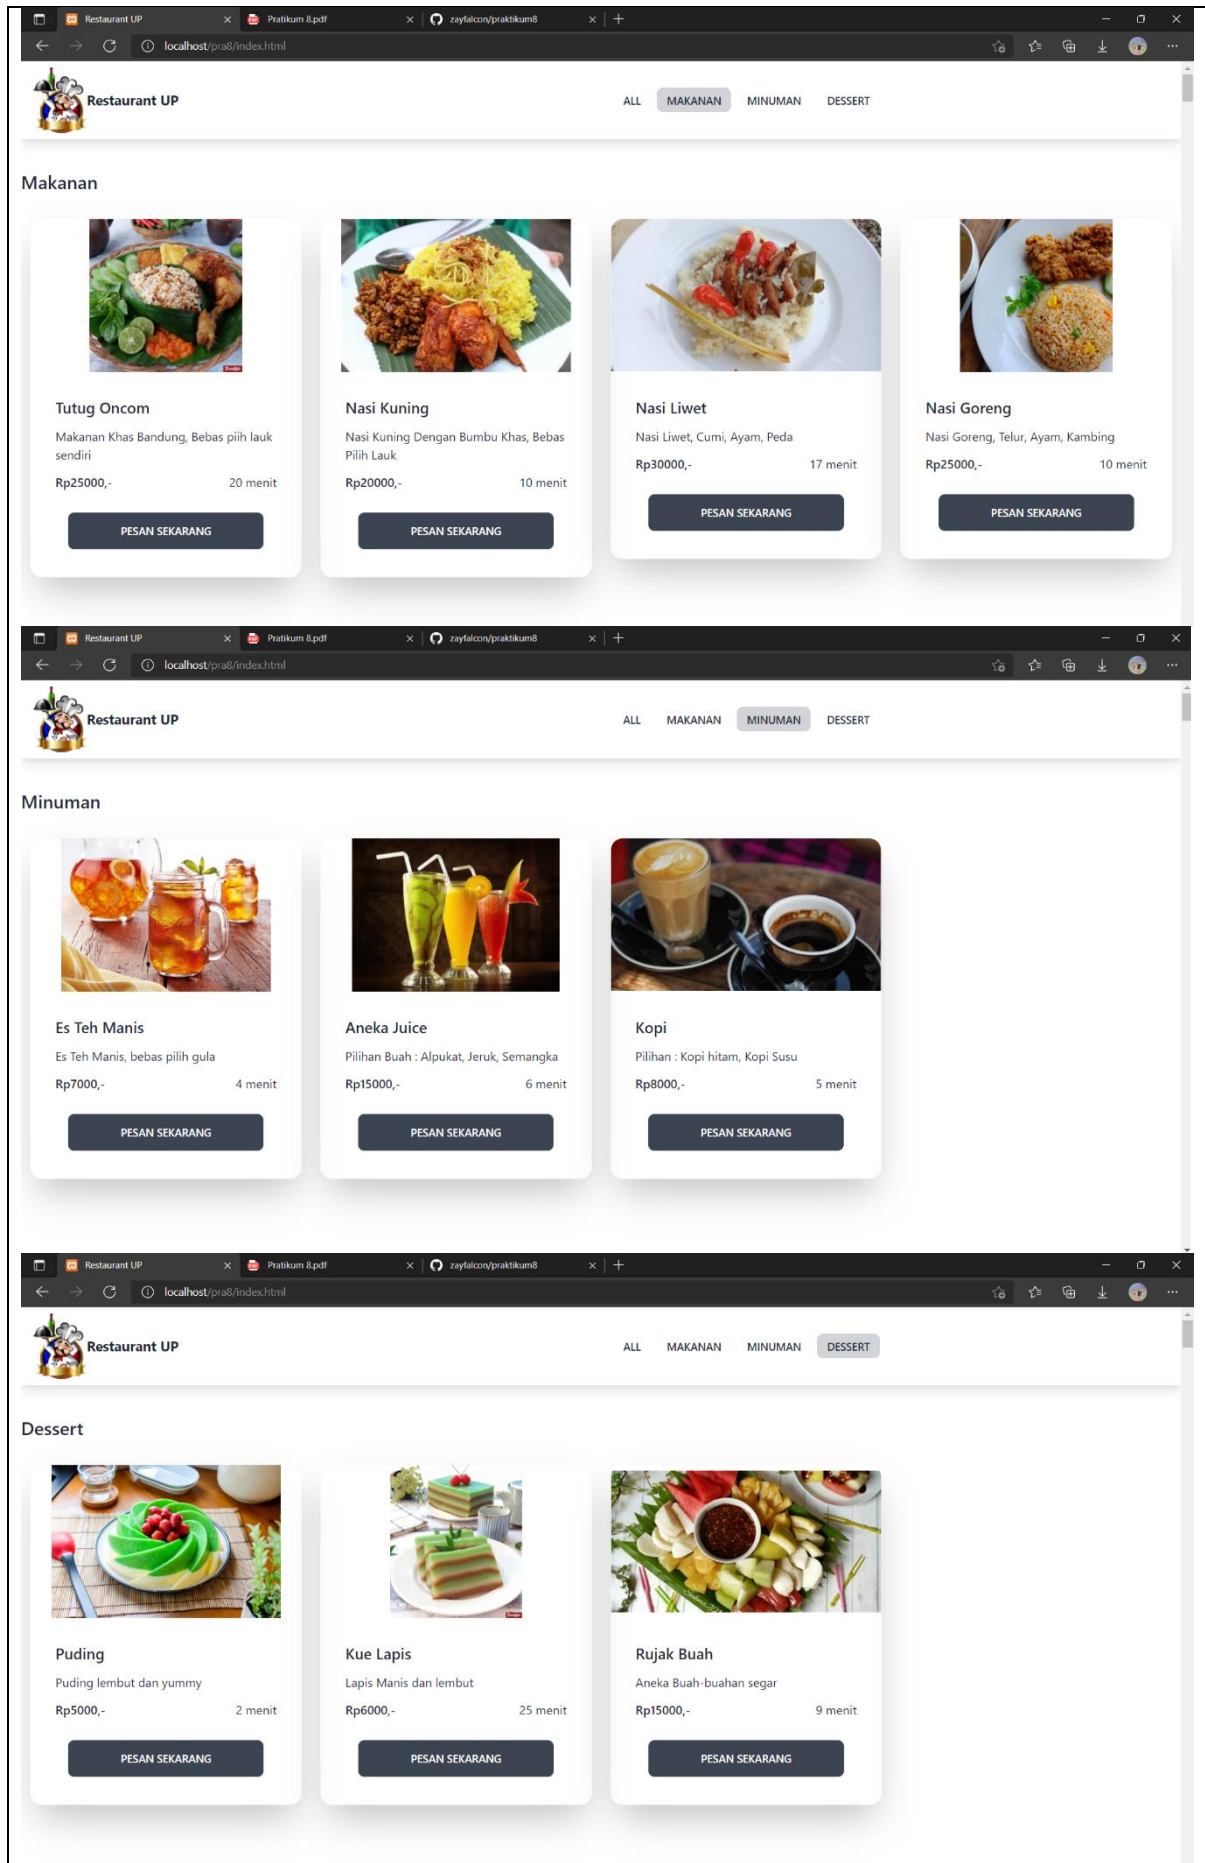 Restaurant UP
Pratikum 8.pdf
zayfalcon/praktikum8
localhost/pra8/index.html
Restaurant UP
ALL MAKANAN MINUMAN DESSERT
Makanan
Tutug Oncom
Makanan Khas Bandung, Bebas piih lauk
sendiri
Rp25000,- 20 menit
PESAN SEKARANG
Nasi Kuning
Nasi Kuning Dengan Bumbu Khas, Bebas
Pilih Lauk
Rp20000,- 10 menit
PESAN SEKARANG
Nasi Liwet
Nasi Liwet, Cumi, Ayam, Peda
Rp30000,- 17 menit
PESAN SEKARANG
Nasi Goreng
Nasi Goreng, Telur, Ayam, Kambing
Rp25000,- 10 menit
PESAN SEKARANG
Restaurant UP
Pratikum 8.pdf
zayfalcon/praktikum8
localhost/pra8/index.html
Restaurant UP
ALL MAKANAN MINUMAN DESSERT
Minuman
Es Teh Manis
Es Teh Manis, bebas pilih gula
Rp7000,- 4 menit
PESAN SEKARANG
Aneka Juice
Pilihan Buah : Alpukat, Jeruk, Semangka
Rp15000,- 6 menit
PESAN SEKARANG
Kopi
Pilihan : Kopi hitam, Kopi Susu
Rp8000,- 5 menit
PESAN SEKARANG
Restaurant UP
Pratikum 8.pdf
zayfalcon/praktikum8
localhost/pra8/index.html
Restaurant UP
ALL MAKANAN MINUMAN DESSERT
Dessert
Puding
Puding lembut dan yummy
Rp5000,- 2 menit
PESAN SEKARANG
Kue Lapis
Lapis Manis dan lembut
Rp6000,- 25 menit
PESAN SEKARANG
Rujak Buah
Aneka Buah-buahan segar
Rp15000,- 9 menit
PESAN SEKARANG